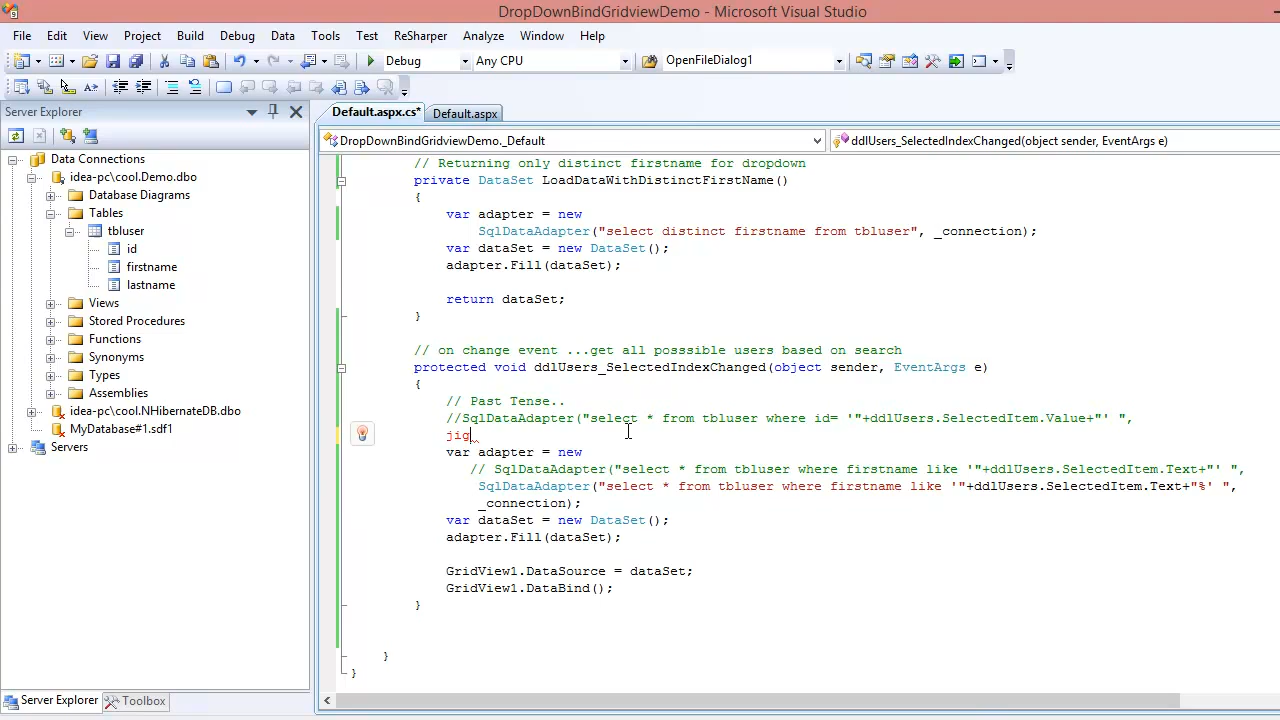 DropDownBindGridviewDemo - Microsoft Visual Studio
File Edit View Project Build Debug Data Tools Test ReSharper Analyze Window Help
Debug Any CPU OpenFileDialog1
Server Explorer
Default.aspx.cs* Default.aspx
DropDownBindGridviewDemo._Default ddlUsers_SelectedIndexChanged(object sender, EventArgs e)
Data Connections
idea-pc\cool.Demo.dbo
Database Diagrams
Tables
tbluser
id
firstname
lastname
Views
Stored Procedures
Functions
Synonyms
Types
Assemblies
idea-pc\cool.NHibernateDB.dbo
MyDatabase#1.sdf1
Servers
Server Explorer Toolbox
// Returning only distinct firstname for dropdown
private DataSet LoadDataWithDistinctFirstName()
{
var adapter = new
SqlDataAdapter("select distinct firstname from tbluser", _connection);
var dataSet = new DataSet();
adapter.Fill(dataSet);
return dataSet;
}
// on change event ...get all posssible users based on search
protected void ddlUsers_SelectedIndexChanged(object sender, EventArgs e)
{
// Past Tense..
//SqlDataAdapter("select * from tbluser where id= '"+ddlUsers.SelectedItem.Value+"' ",
jig
var adapter = new
// SqlDataAdapter("select * from tbluser where firstname like '"+ddlUsers.SelectedItem.Text+"' ",
SqlDataAdapter("select * from tbluser where firstname like '"+ddlUsers.SelectedItem.Text+"%' ",
_connection);
var dataSet = new DataSet();
adapter.Fill(dataSet);
GridView1.DataSource = dataSet;
GridView1.DataBind();
}
}
}